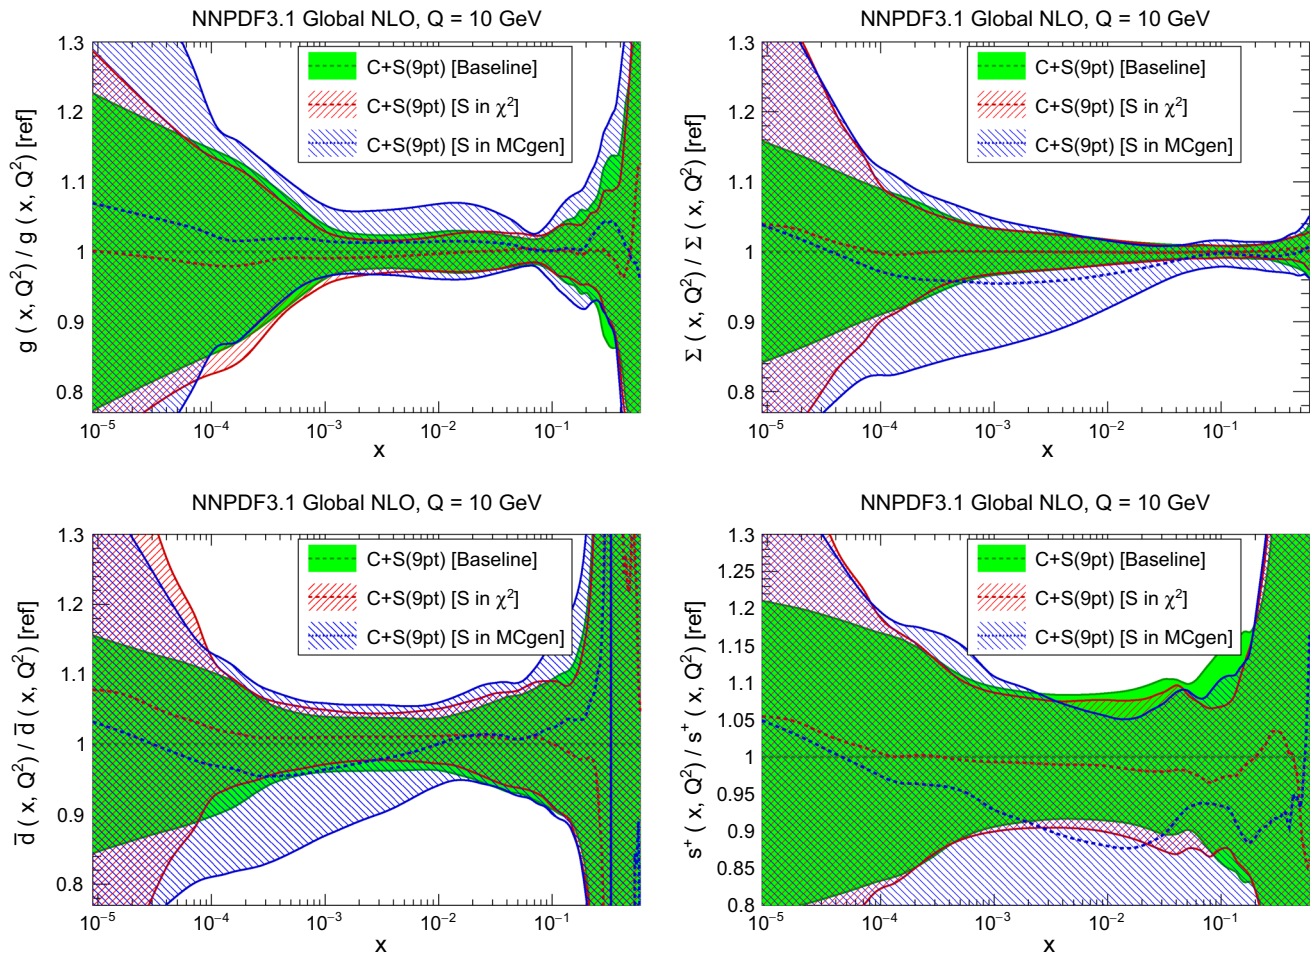 NNPDF3.1 Global NLO, Q = 10 GeV
g ( x, Q²) / g ( x, Q²) [ref]
1.3
1.2
1.1
1
0.9
0.8
C+S(9pt) [Baseline]
C+S(9pt) [S in χ²]
C+S(9pt) [S in MCgen]
10⁻⁵ 10⁻⁴ 10⁻³ 10⁻² 10⁻¹
x
NNPDF3.1 Global NLO, Q = 10 GeV
Σ ( x, Q²) / Σ ( x, Q²) [ref]
1.3
1.2
1.1
1
0.9
0.8
C+S(9pt) [Baseline]
C+S(9pt) [S in χ²]
C+S(9pt) [S in MCgen]
10⁻⁵ 10⁻⁴ 10⁻³ 10⁻² 10⁻¹
x
NNPDF3.1 Global NLO, Q = 10 GeV
d̅ ( x, Q²) / d̅ ( x, Q²) [ref]
1.3
1.2
1.1
1
0.9
0.8
C+S(9pt) [Baseline]
C+S(9pt) [S in χ²]
C+S(9pt) [S in MCgen]
10⁻⁵ 10⁻⁴ 10⁻³ 10⁻² 10⁻¹
x
NNPDF3.1 Global NLO, Q = 10 GeV
s⁺ ( x, Q²) / s⁺ ( x, Q²) [ref]
1.3
1.25
1.2
1.15
1.1
1.05
1
0.95
0.9
0.85
0.8
C+S(9pt) [Baseline]
C+S(9pt) [S in χ²]
C+S(9pt) [S in MCgen]
10⁻⁵ 10⁻⁴ 10⁻³ 10⁻² 10⁻¹
x